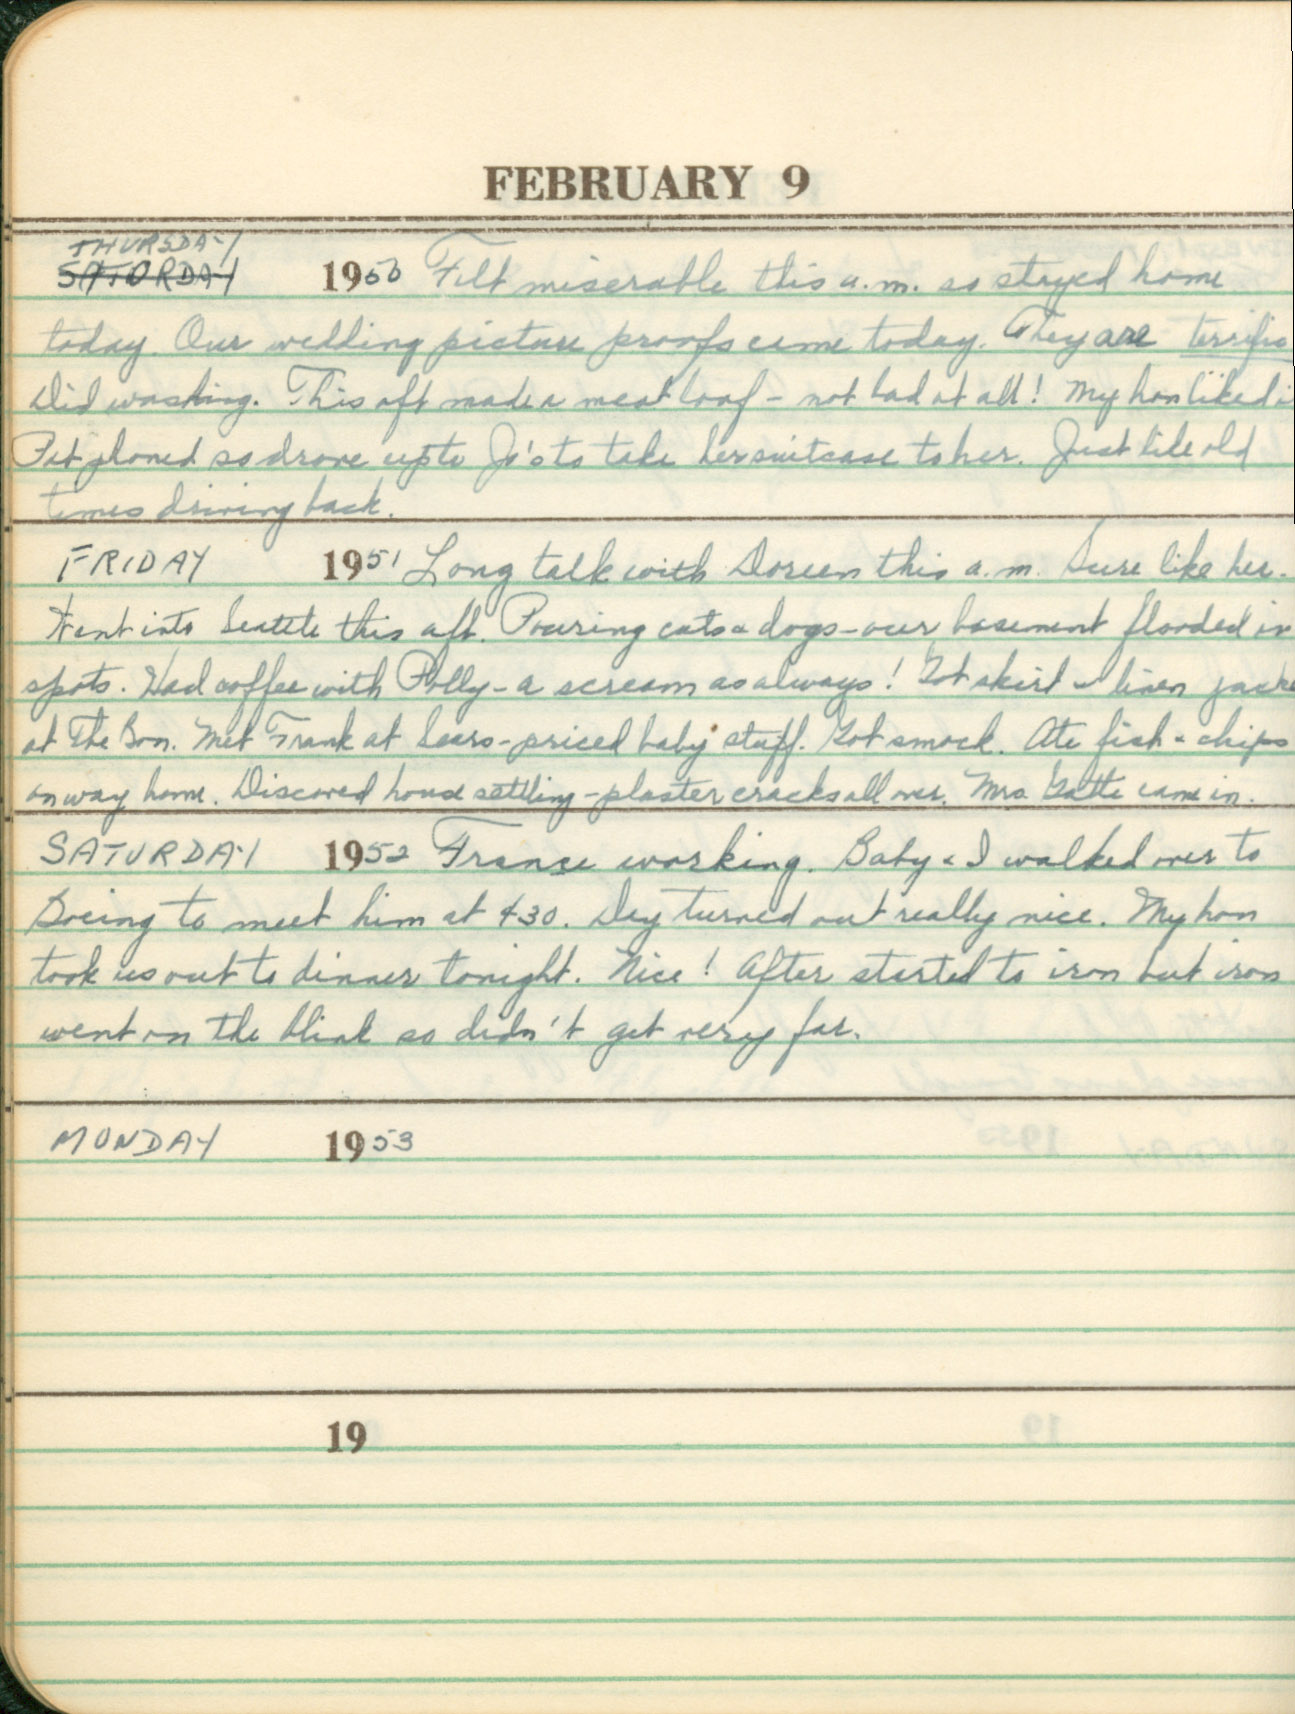 FEBRUARY 9
THURSDAY
SATURDAY 1950 Felt miserable this a.m. so stayed home
today. Our wedding picture proofs came today. They are terrific
Did washing. This aft made a meat loaf - not bad at all! My hon liked i
Pat phoned so drove up to Jo's to take her suitcase to her. Just like old
times driving back.
FRIDAY 1951 Long talk with Doreen this a.m. Sure like her.
Went into Seattle this aft. Pouring cats & dogs - our basement flooded in
spots. Had coffee with Polly - a scream as always! Got skirt & linen jacke
at The Bon. Met Frank at Sears - priced baby stuff. Got smock. Ate fish & chips
on way home. Discovered house settling - plaster cracks all over. Mrs. came in.
SATURDAY 1952 working. Baby & I walked over to
Boeing to meet him at 4:30. Day turned out really nice. My hon
took us out to dinner tonight. Nice! After started to iron but iron
went on the blink so didn't get very far.
MONDAY 1953
19